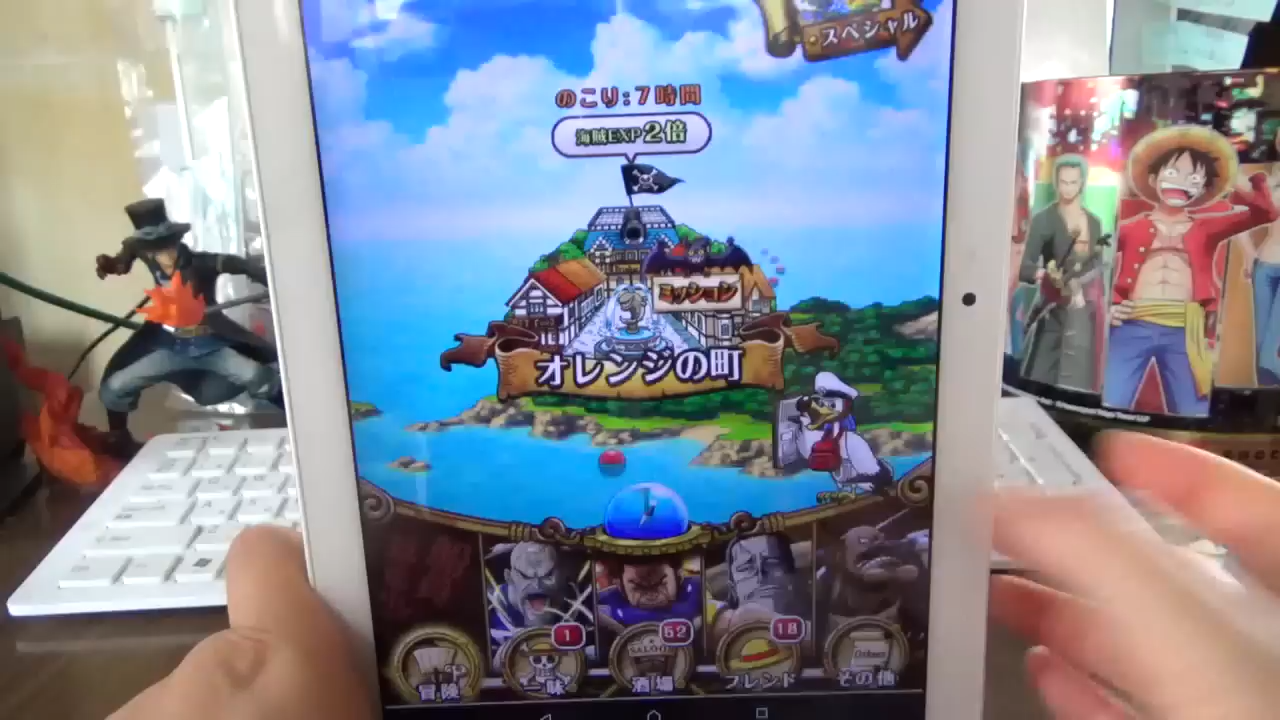 スペシャル
のこり:7時間
海賊EXP2倍
ミッション
オレンジの町
1
52
18
SALOON
冒険
一味
酒場
フレンド
その他